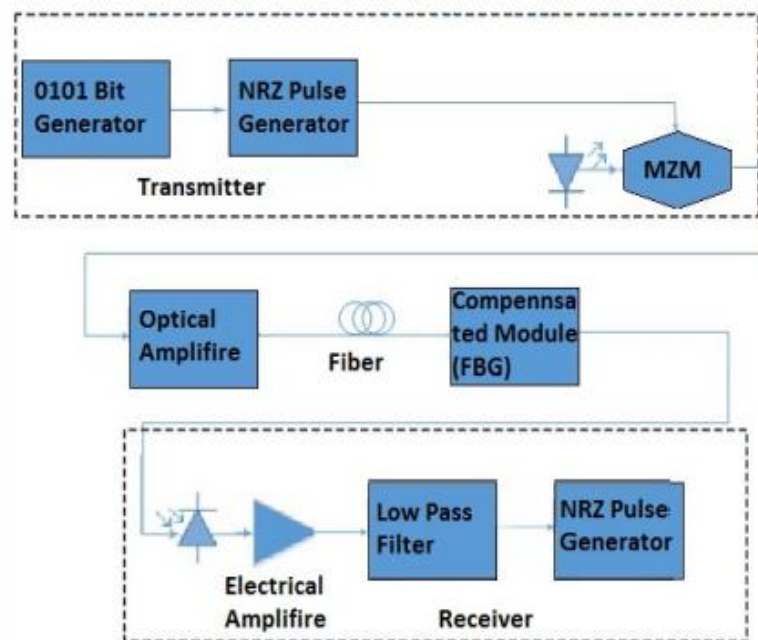 0101 Bit
Generator
NRZ Pulse
Generator
Transmitter
MZM
Optical
Amplifire
Fiber
Compennsa
ted Module
(FBG)
Electrical
Amplifire
Low Pass
Filter
NRZ Pulse
Generator
Receiver